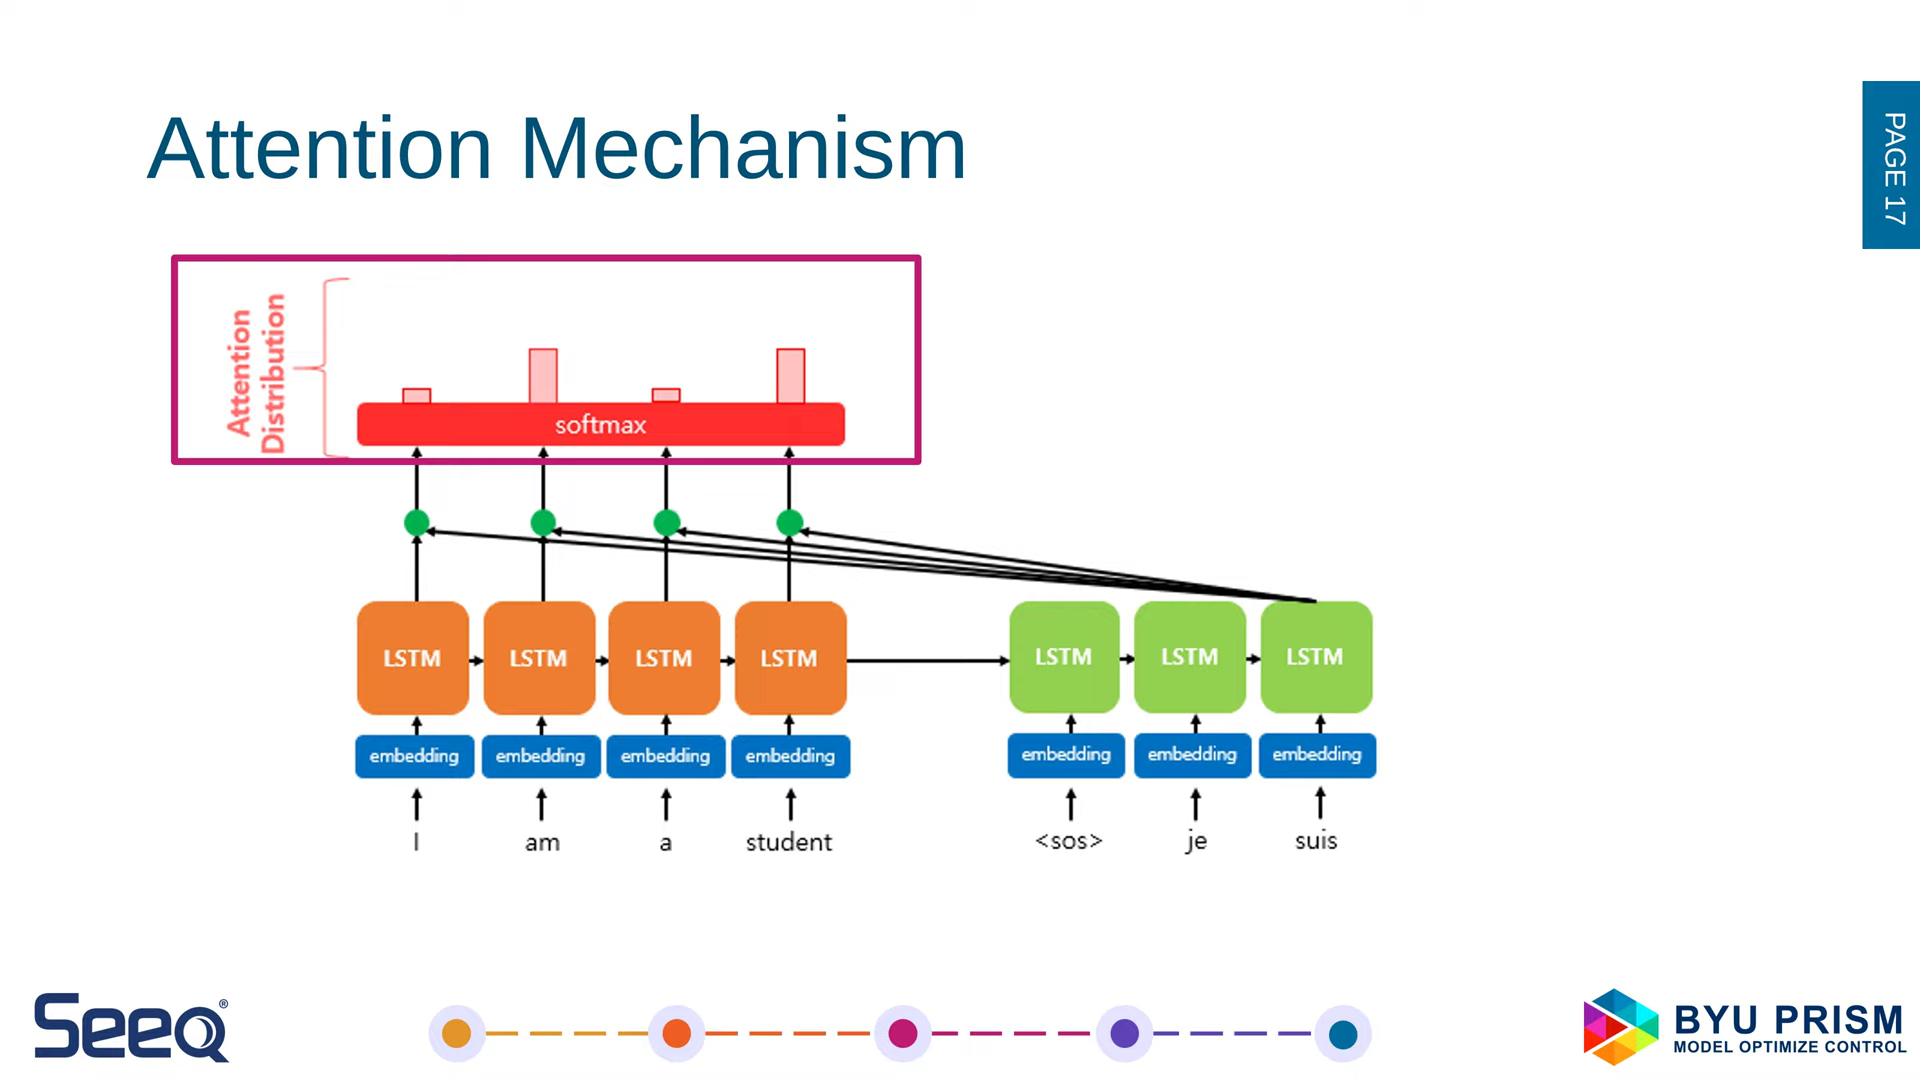 Attention Mechanism
PAGE 17
Attention
Distribution
softmax
LSTM LSTM LSTM LSTM LSTM LSTM LSTM
embedding embedding embedding embedding embedding embedding embedding
I am a student <sos> je suis
Seeq®
BYU PRISM
MODEL OPTIMIZE CONTROL